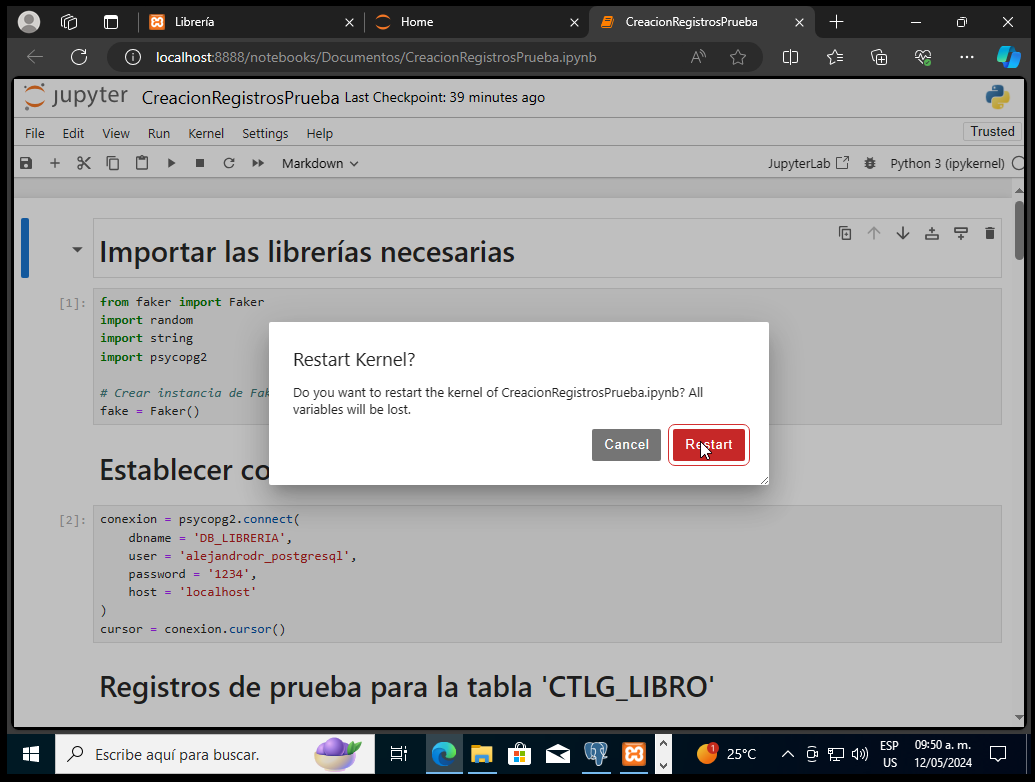 Librería
Home
CreacionRegistrosPrueba
localhost:8888/notebooks/Documentos/CreacionRegistrosPrueba.ipynb
jupyter CreacionRegistrosPrueba Last Checkpoint: 39 minutes ago
File Edit View Run Kernel Settings Help
Trusted
Markdown
JupyterLab
Python 3 (ipykernel)
Importar las librerías necesarias
[1]:
from faker import Faker
import random
import string
import psycopg2
# Crear instancia de
fake = Faker()
Restart Kernel?
Do you want to restart the kernel of CreacionRegistrosPrueba.ipynb? All
variables will be lost.
Cancel
Restart
Establecer
[2]:
conexion = psycopg2.connect(
dbname = 'DB_LIBRERIA',
user = 'alejandrodr_postgresql',
password = '1234',
host = 'localhost'
)
cursor = conexion.cursor()
Registros de prueba para la tabla 'CTLG_LIBRO'
Escribe aquí para buscar.
1
25°C
ESP
US
09:50 a. m.
12/05/2024